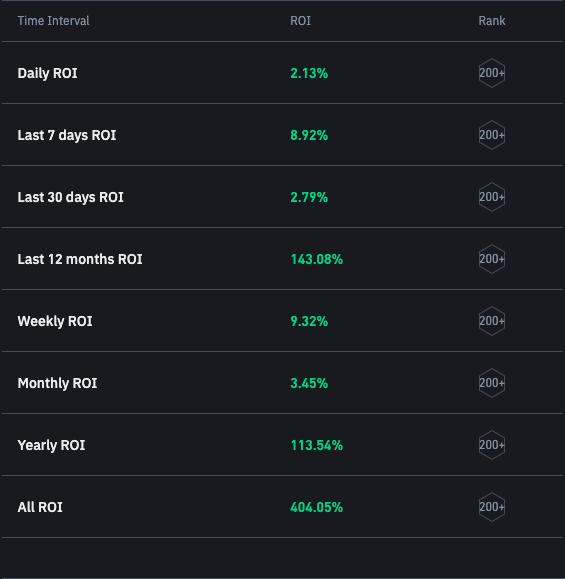 Time Interval ROI Rank
Daily ROI 2.13% 200+
Last 7 days ROI 8.92% 200+
Last 30 days ROI 2.79% 200+
Last 12 months ROI 143.08% 200+
Weekly ROI 9.32% 200+
Monthly ROI 3.45% 200+
Yearly ROI 113.54% 200+
All ROI 404.05% 200+